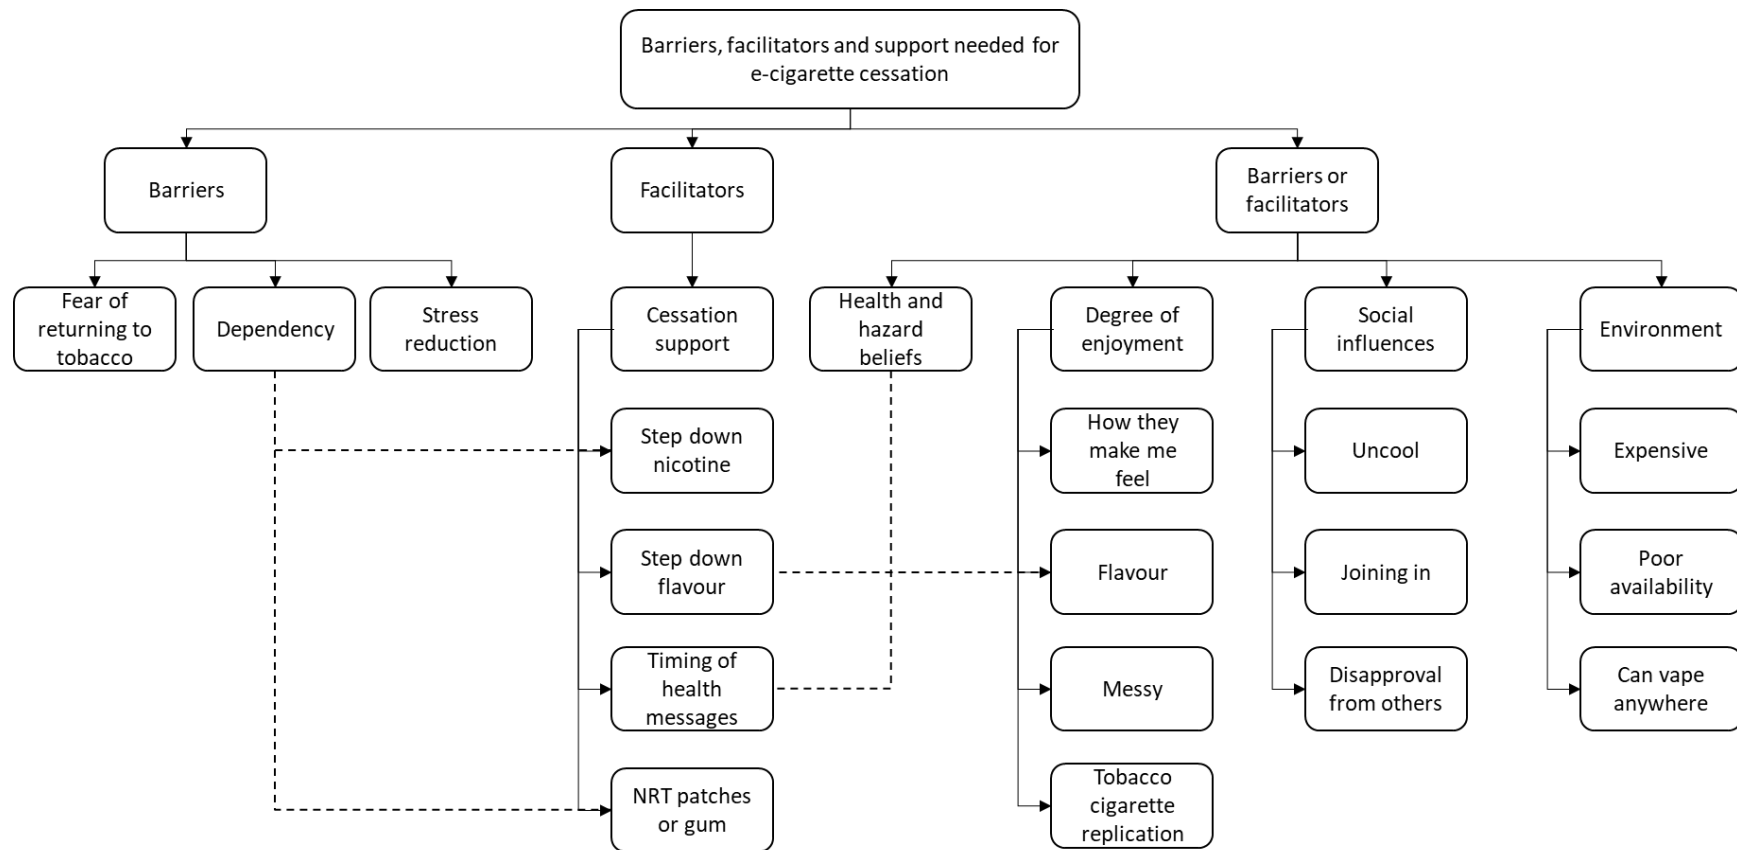 Barriers, facilitators and support needed for
e-cigarette cessation
Barriers
Facilitators
Barriers or
facilitators
Fear of
returning to
tobacco
Dependency
Stress
reduction
Cessation
support
Health and
hazard
beliefs
Degree of
enjoyment
Social
influences
Environment
Step down
nicotine
How they
make me
feel
Uncool
Expensive
Step down
flavour
Flavour
Joining in
Poor
availability
Timing of
health
messages
Messy
Disapproval
from others
Can vape
anywhere
NRT patches
or gum
Tobacco
cigarette
replication